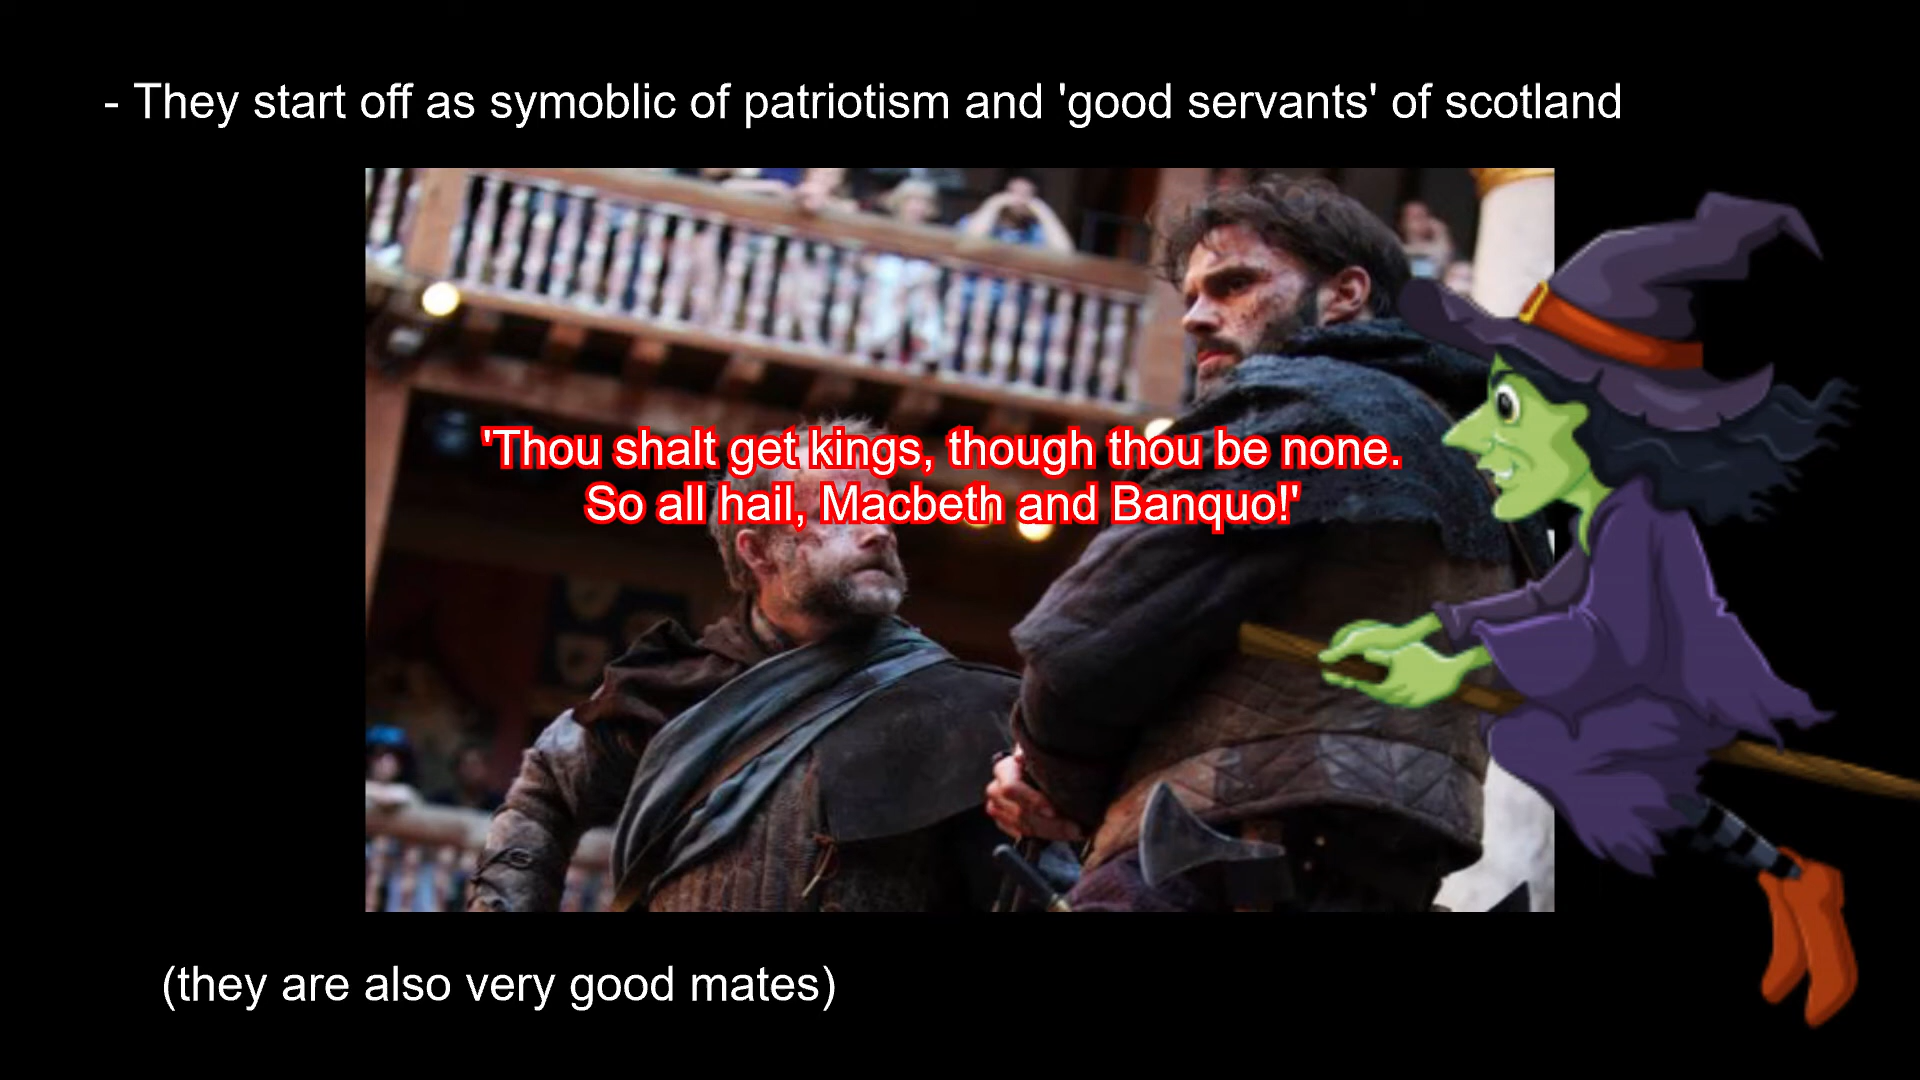 - They start off as symoblic of patriotism and 'good servants' of scotland
'Thou shalt get kings, though thou be none.
So all hail, Macbeth and Banquo!'
(they are also very good mates)